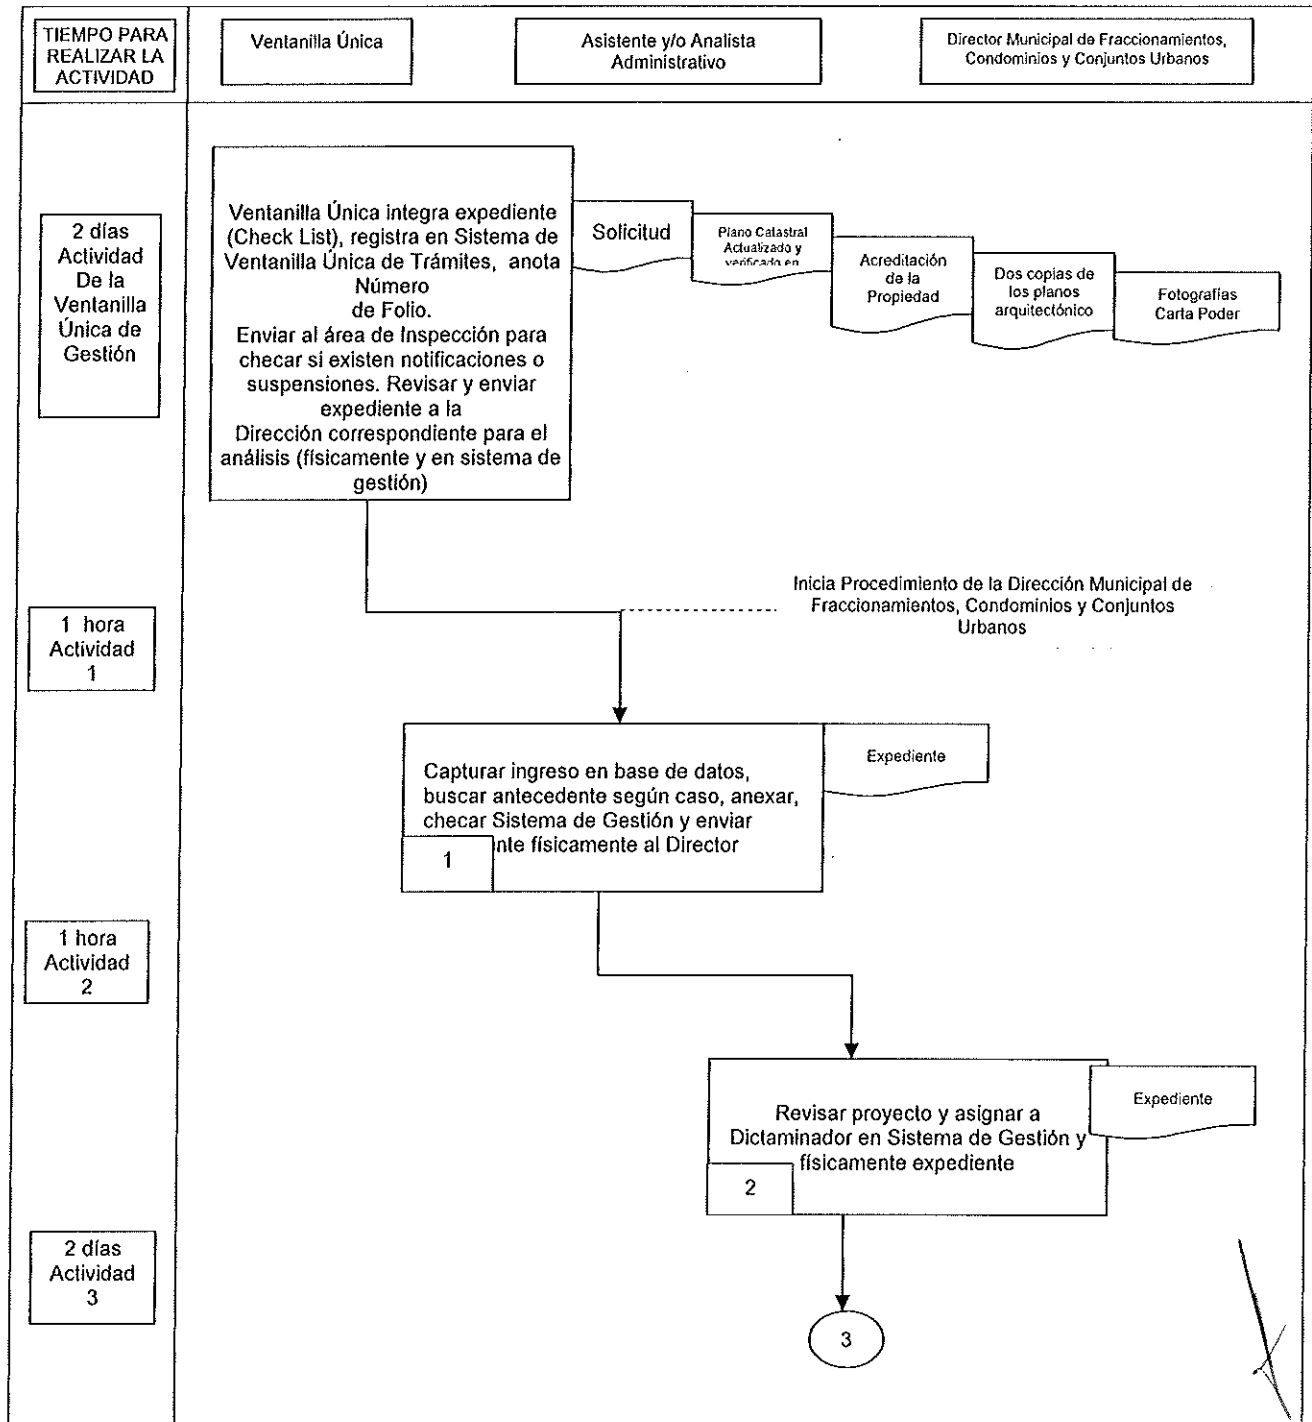 TIEMPO PARA
REALIZAR LA
ACTIVIDAD
Ventanilla Única
Asistente y/o Analista
Administrativo
Director Municipal de Fraccionamientos,
Condominios y Conjuntos Urbanos
2 días
Actividad
De la
Ventanilla
Única de
Gestión
Ventanilla Única integra expediente
(Check List), registra en Sistema de
Ventanilla Única de Trámites, anota
Número
de Folio.
Enviar al área de Inspección para
checar si existen notificaciones o
suspensiones. Revisar y enviar
expediente a la
Dirección correspondiente para el
análisis (físicamente y en sistema de
gestión)
Solicitud
Plano Catastral
Actualizado y
verificado en
Acreditación
de la
Propiedad
Dos copias de
los planos
arquitectónico
Fotografías
Carta Poder
Inicia Procedimiento de la Dirección Municipal de
Fraccionamientos, Condominios y Conjuntos
Urbanos
1 hora
Actividad
1
Capturar ingreso en base de datos,
buscar antecedente según caso, anexar,
checar Sistema de Gestión y enviar
nte físicamente al Director
1
Expediente
1 hora
Actividad
2
Revisar proyecto y asignar a
Dictaminador en Sistema de Gestión y
físicamente expediente
2
Expediente
2 días
Actividad
3
3